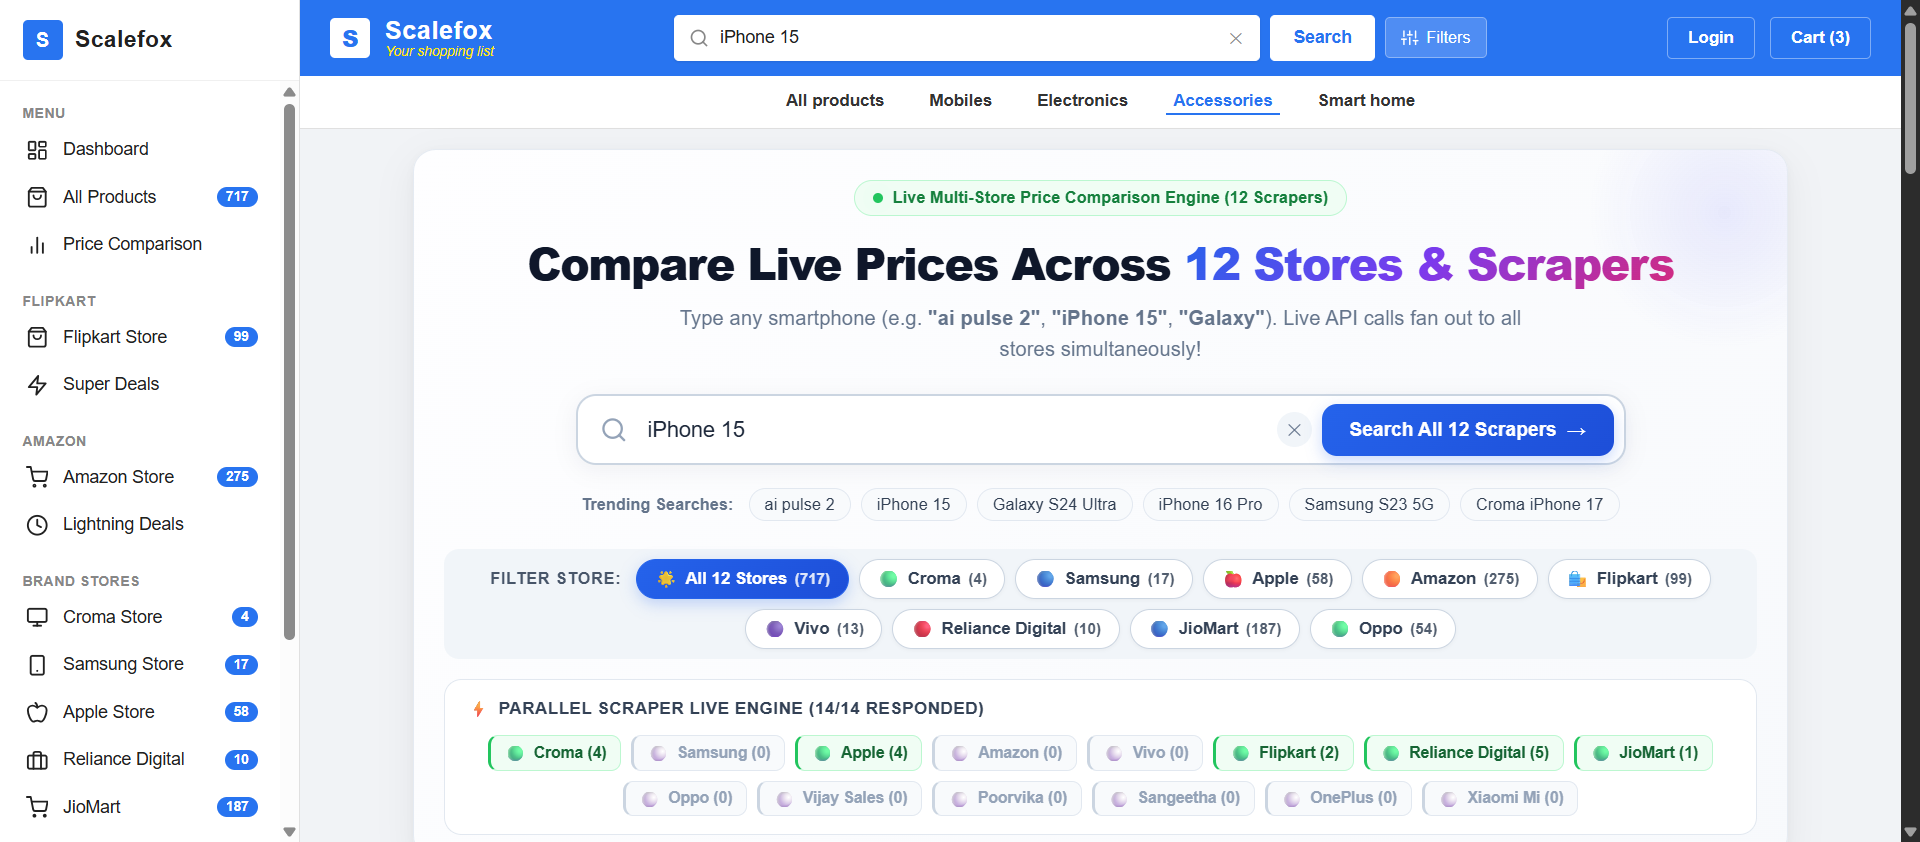 S Scalefox
MENU
Dashboard
All Products 717
Price Comparison
FLIPKART
Flipkart Store 99
Super Deals
AMAZON
Amazon Store 275
Lightning Deals
BRAND STORES
Croma Store 4
Samsung Store 17
Apple Store 58
Reliance Digital 10
JioMart 187
S Scalefox
Your shopping list
iPhone 15
Search
Filters
Login
Cart (3)
All products Mobiles Electronics Accessories Smart home
Live Multi-Store Price Comparison Engine (12 Scrapers)
Compare Live Prices Across 12 Stores & Scrapers
Type any smartphone (e.g. "ai pulse 2", "iPhone 15", "Galaxy"). Live API calls fan out to all
stores simultaneously!
iPhone 15
Search All 12 Scrapers →
Trending Searches: ai pulse 2 iPhone 15 Galaxy S24 Ultra iPhone 16 Pro Samsung S23 5G Croma iPhone 17
FILTER STORE: All 12 Stores (717) Croma (4) Samsung (17) Apple (58) Amazon (275) Flipkart (99)
Vivo (13) Reliance Digital (10) JioMart (187) Oppo (54)
PARALLEL SCRAPER LIVE ENGINE (14/14 RESPONDED)
Croma (4) Samsung (0) Apple (4) Amazon (0) Vivo (0) Flipkart (2) Reliance Digital (5) JioMart (1)
Oppo (0) Vijay Sales (0) Poorvika (0) Sangeetha (0) OnePlus (0) Xiaomi Mi (0)